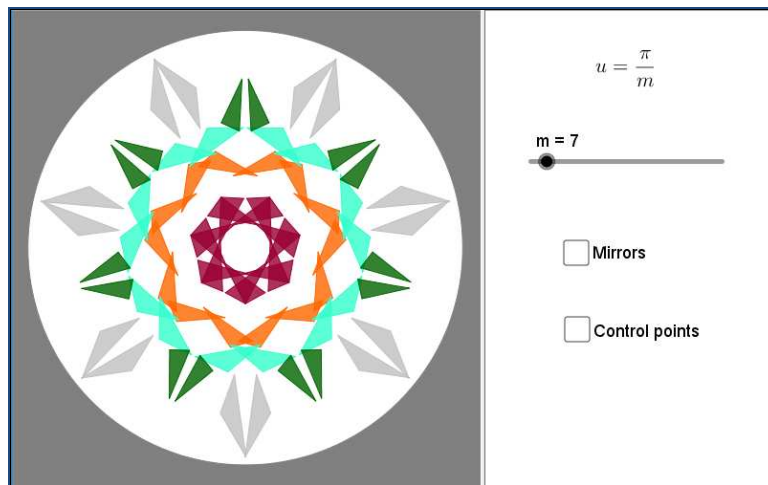 u = π/m
m = 7
Mirrors
Control points